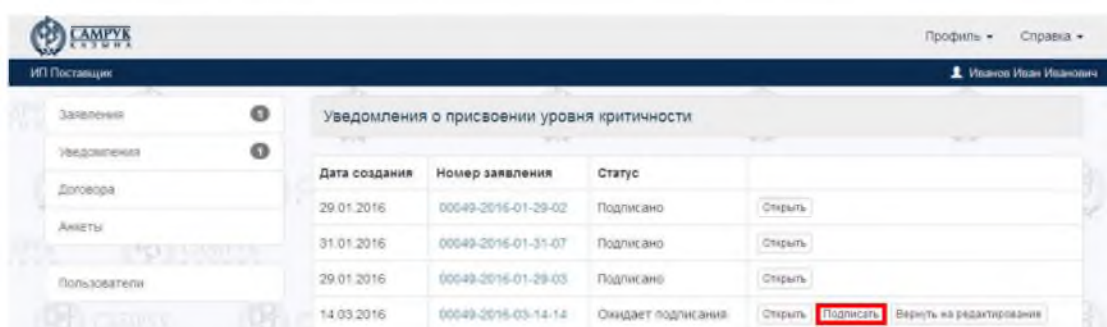 САМРУК
ҚАЗЫНА
Профиль
Справка
ИП Поставщик
Иванов Иван Иванович
Заявления 1
Уведомления 1
Договора
Анкеты
Пользователи
Уведомления о присвоении уровня критичности
Дата создания Номер заявления Статус
29.01.2016 00049-2016-01-29-02 Подписано Открыть
31.01.2016 00049-2016-01-31-07 Подписано Открыть
29.01.2016 00049-2016-01-29-03 Подписано Открыть
14.03.2016 00049-2016-03-14-14 Ожидает подписания Открыть Подписать Вернуть на редактирование